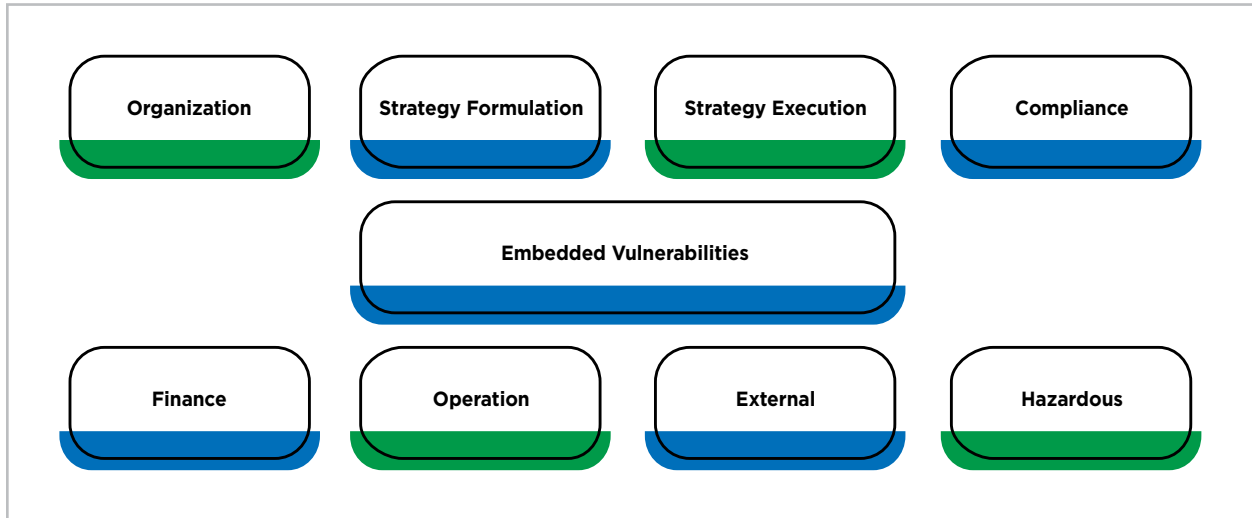 Organization
Strategy Formulation
Strategy Execution
Compliance
Embedded Vulnerabilities
Finance
Operation
External
Hazardous